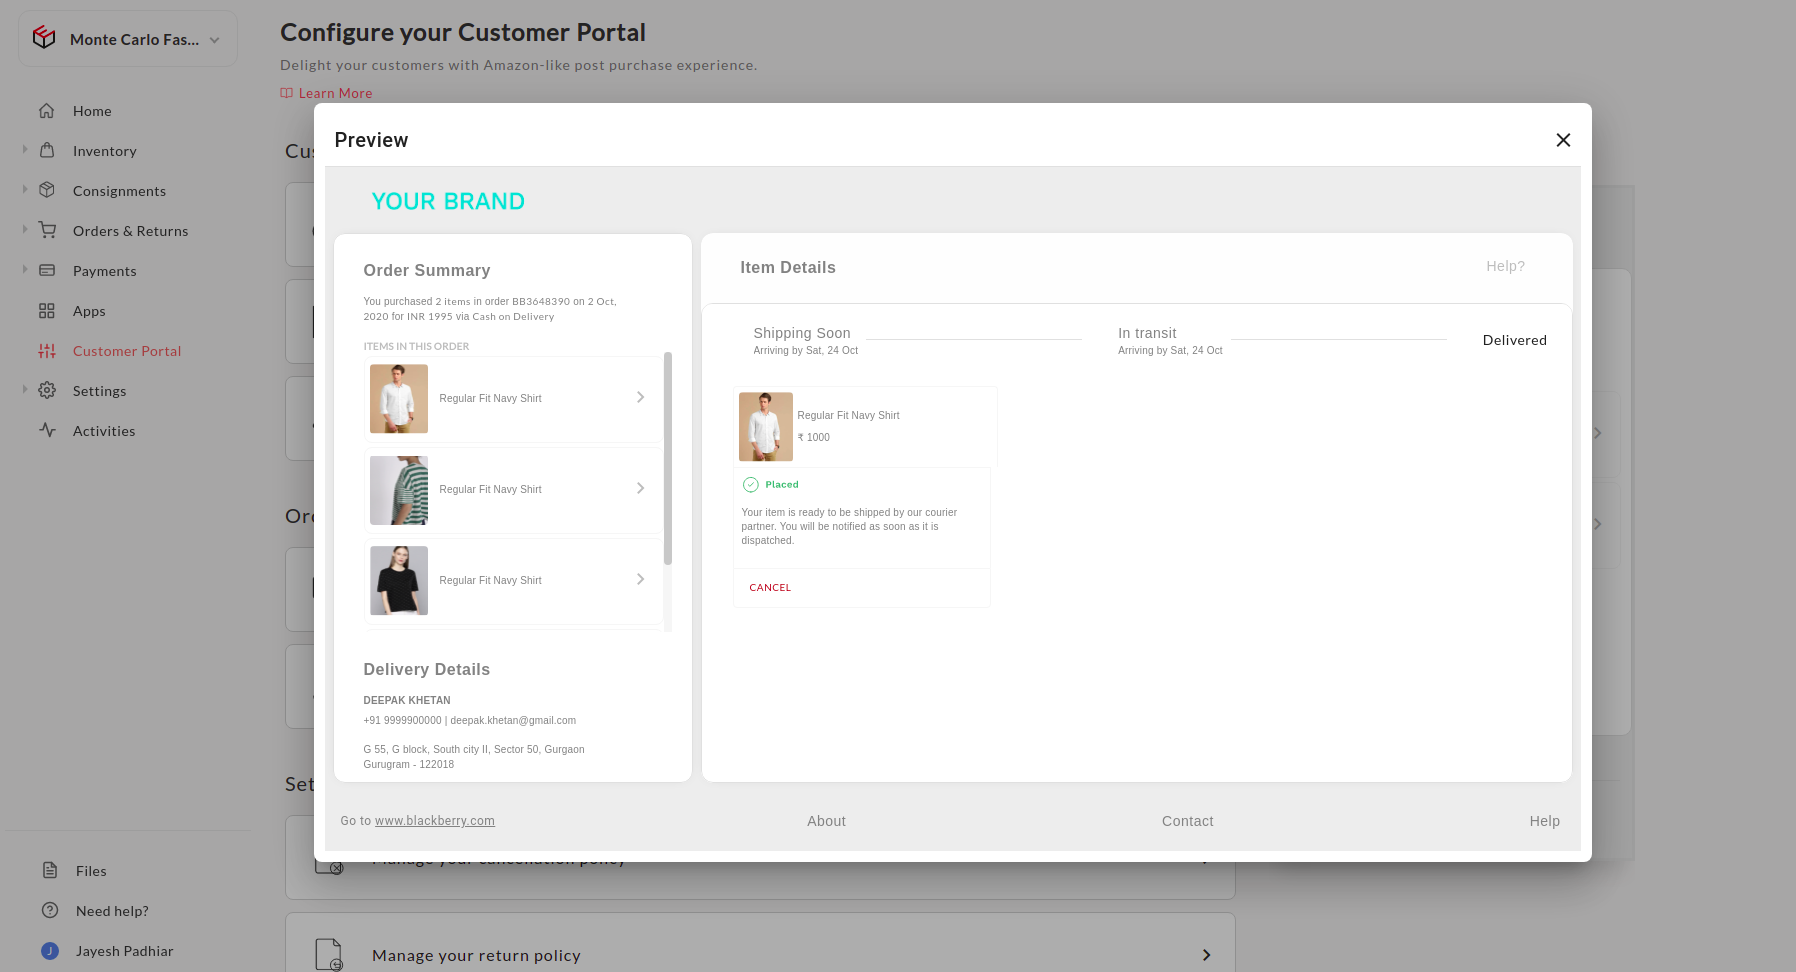 Monte Carlo Fas...
Configure your Customer Portal
Delight your customers with Amazon-like post purchase experience.
Learn More
Home
Inventory
Consignments
Orders & Returns
Payments
Apps
Customer Portal
Settings
Activities
Files
Need help?
J
Jayesh Padhiar
Preview
YOUR BRAND
Order Summary
You purchased 2 items in order BB3648390 on 2 Oct,
2020 for INR 1995 via Cash on Delivery
ITEMS IN THIS ORDER
Regular Fit Navy Shirt
Regular Fit Navy Shirt
Regular Fit Navy Shirt
Delivery Details
DEEPAK KHETAN
+91 9999900000 | deepak.khetan@gmail.com
G 55, G block, South city II, Sector 50, Gurgaon
Gurugram - 122018
Item Details
Help?
Shipping Soon
Arriving by Sat, 24 Oct
In transit
Arriving by Sat, 24 Oct
Delivered
Regular Fit Navy Shirt
₹ 1000
Placed
Your item is ready to be shipped by our courier
partner. You will be notified as soon as it is
dispatched.
CANCEL
Go to www.blackberry.com
About
Contact
Help
Manage your cancellation policy
Manage your return policy